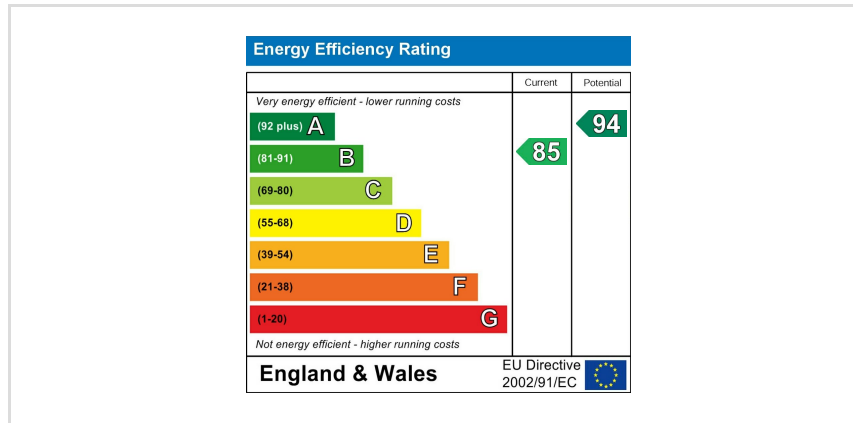 Energy Efficiency Rating
Current Potential
Very energy efficient - lower running costs
(92 plus) A
94
(81-91) B
85
(69-80) C
(55-68) D
(39-54) E
(21-38) F
(1-20) G
Not energy efficient - higher running costs
England & Wales
EU Directive
2002/91/EC